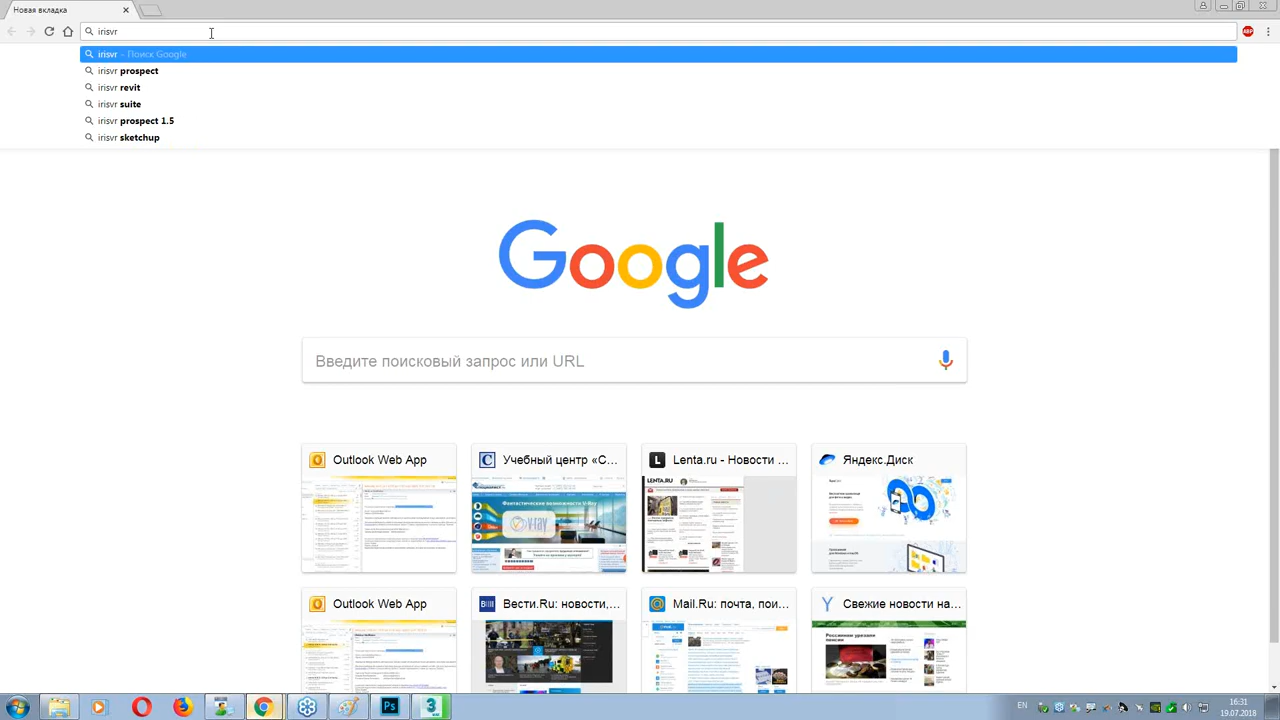 Новая вкладка
irisvr
irisvr – Поиск Google
irisvr prospect
irisvr revit
irisvr suite
irisvr prospect 1.5
irisvr sketchup
Google
Введите поисковый запрос или URL
Outlook Web App
Учебный центр «С...
Lenta.ru - Новости ...
Яндекс.Диск
Outlook Web App
Вести.Ru: новости,...
Mail.Ru: почта, пои...
Свежие новости на...
EN
16:31
19.07.2018